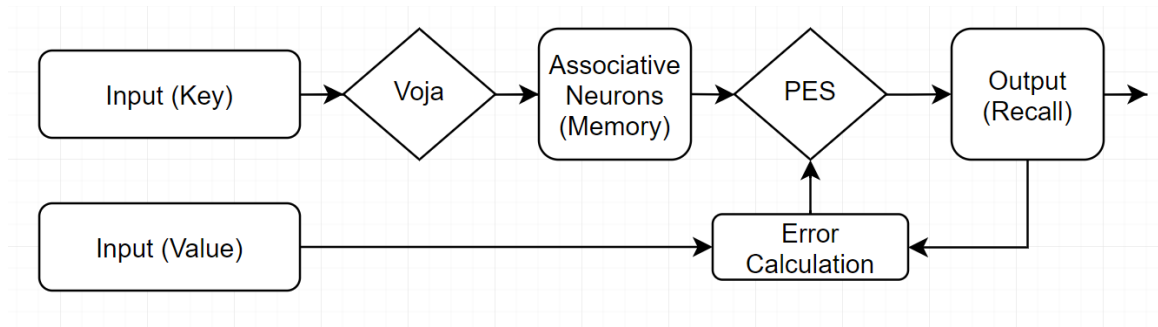 Input (Key)
Voja
Associative
Neurons
(Memory)
PES
Output
(Recall)
Input (Value)
Error
Calculation